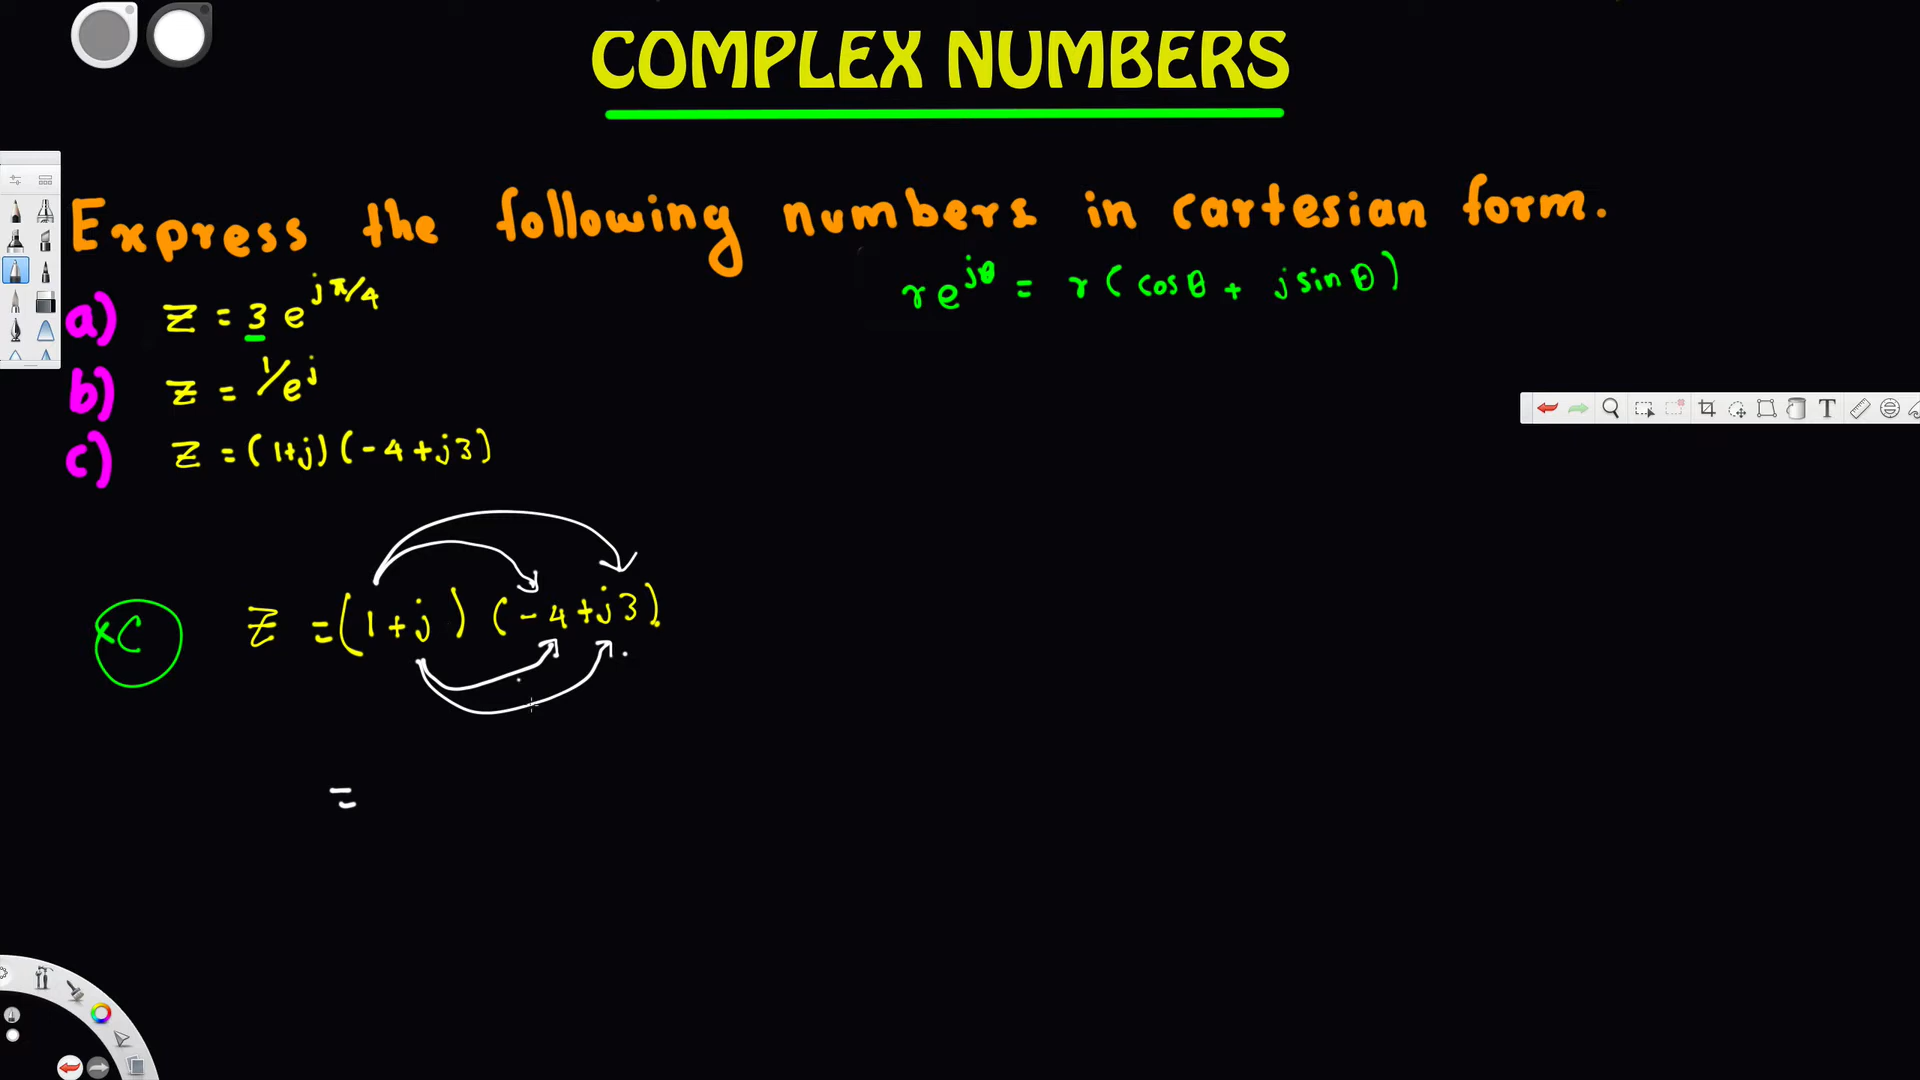 COMPLEX NUMBERS
Express the following numbers in cartesian form.
re^{jθ} = r(cosθ + jsinθ)
a) Z = 3 e^{jπ/4}
b) Z = 1/e^{j}
c) Z = (1+j)(-4+j3)
C Z = (1+j) (-4+j3)
=
T